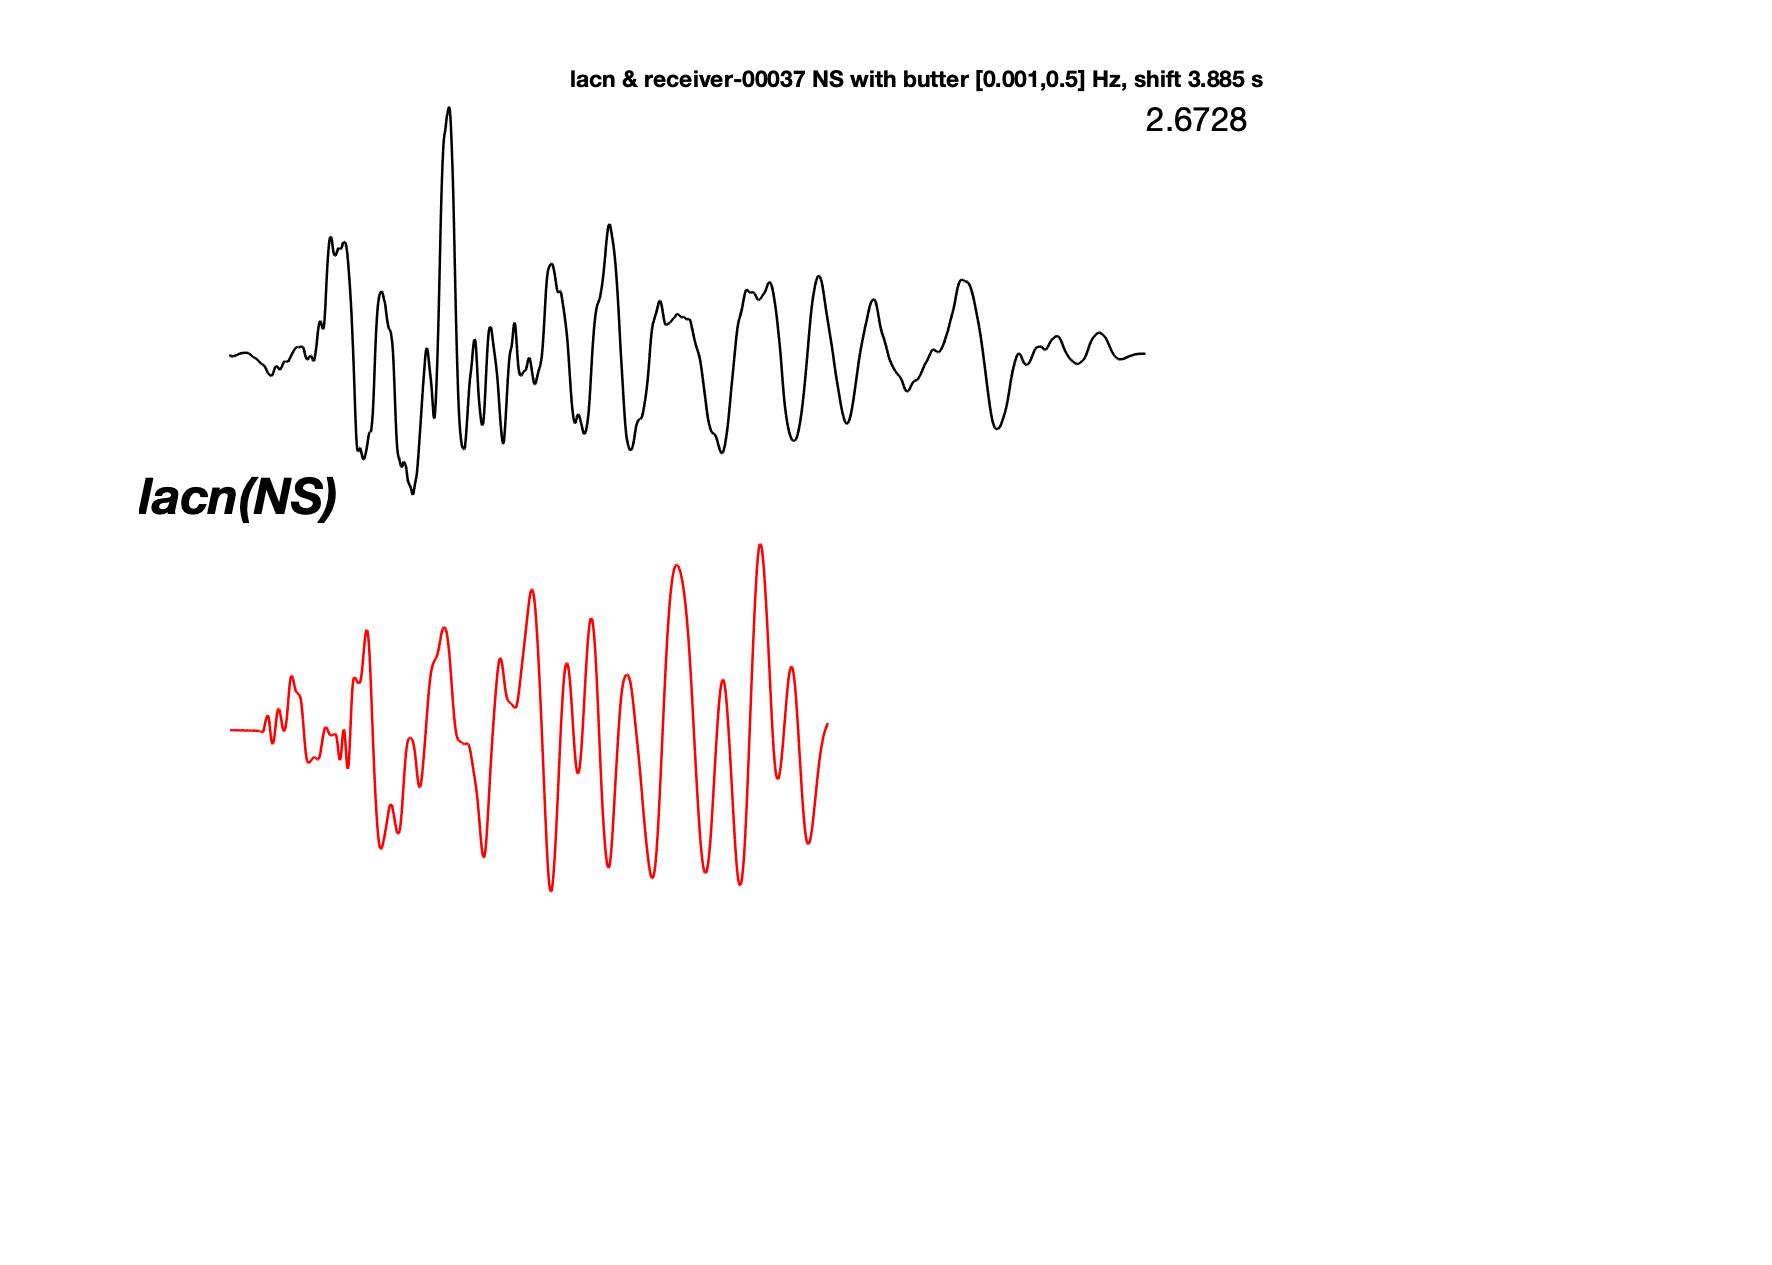 lacn & receiver-00037 NS with butter [0.001,0.5] Hz, shift 3.885 s
2.6728
lacn(NS)